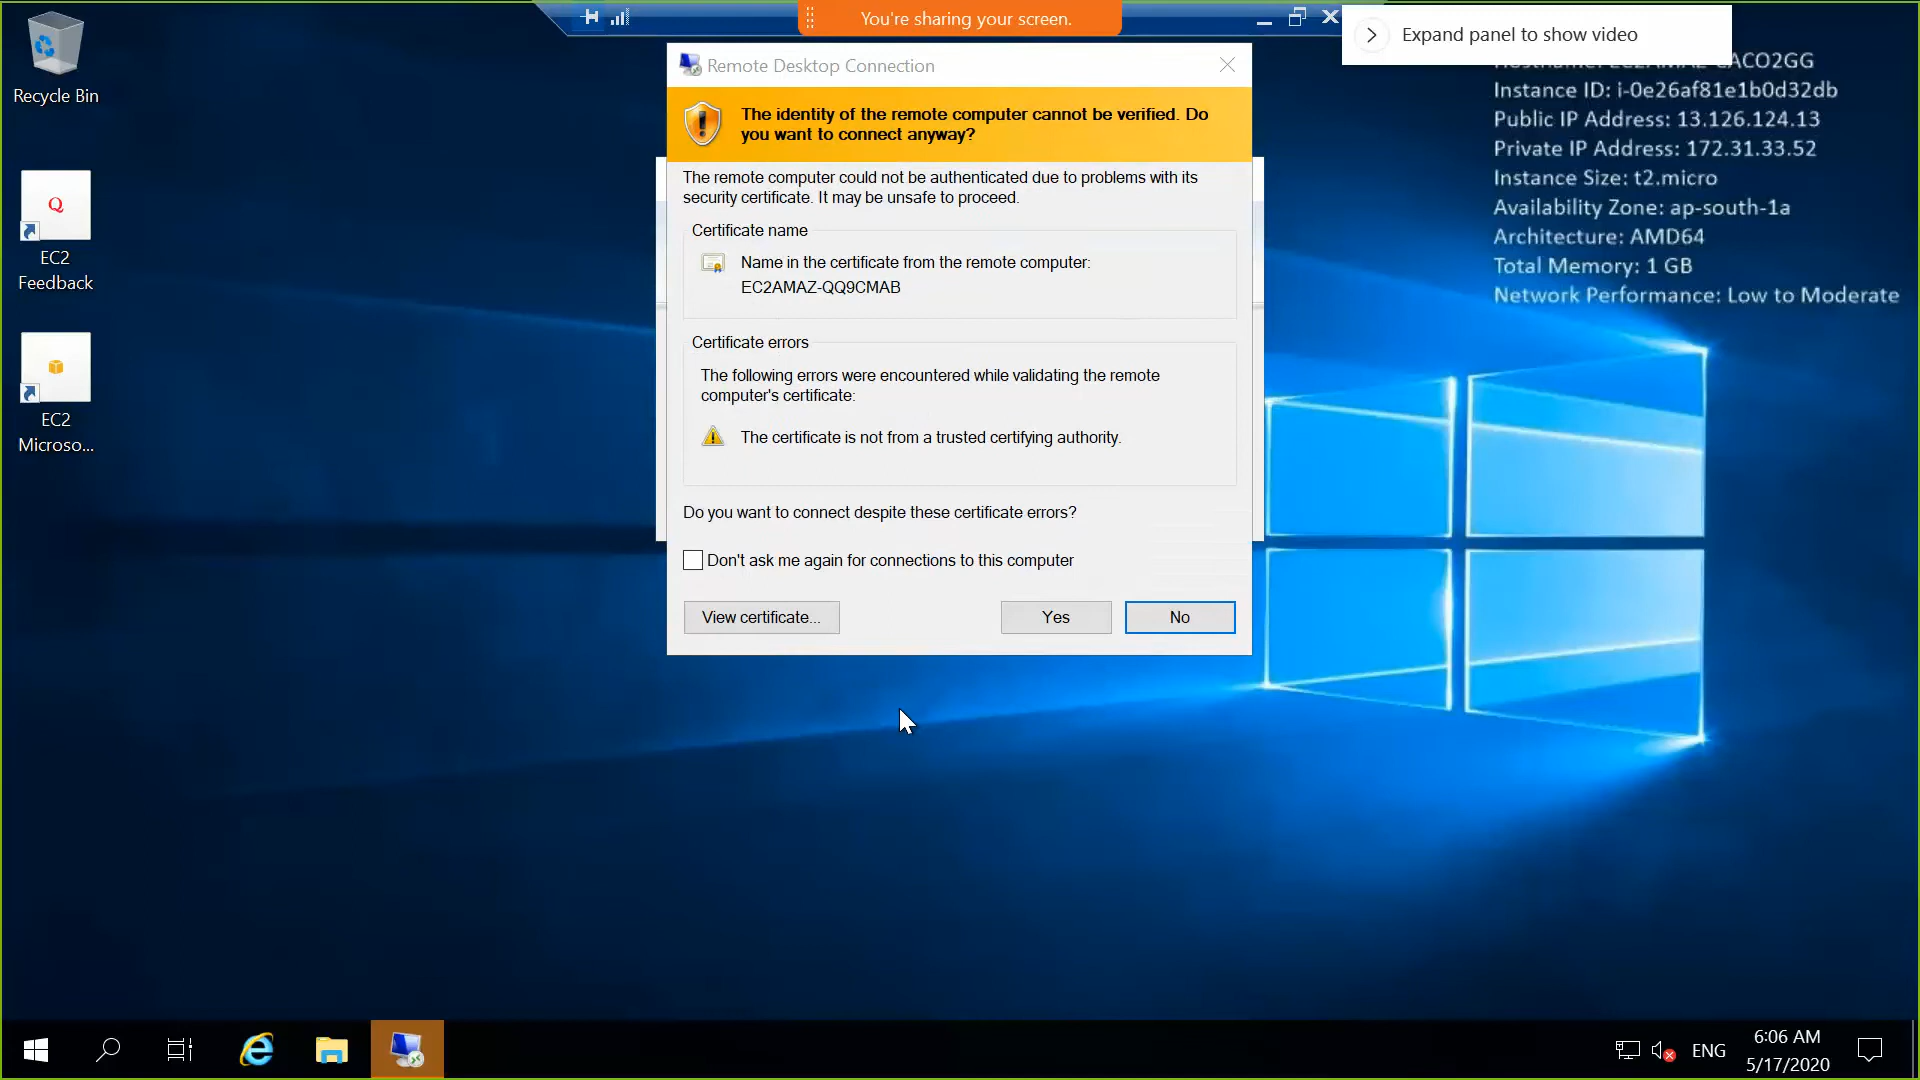 You're sharing your screen.
Expand panel to show video
Recycle Bin
EC2
Feedback
EC2
Microso...
Remote Desktop Connection
The identity of the remote computer cannot be verified. Do
you want to connect anyway?
The remote computer could not be authenticated due to problems with its
security certificate. It may be unsafe to proceed.
Certificate name
Name in the certificate from the remote computer:
EC2AMAZ-QQ9CMAB
Certificate errors
The following errors were encountered while validating the remote
computer's certificate:
The certificate is not from a trusted certifying authority.
Do you want to connect despite these certificate errors?
Don't ask me again for connections to this computer
View certificate...
Yes
No
Instance ID: i-0e26af81e1b0d32db
Public IP Address: 13.126.124.13
Private IP Address: 172.31.33.52
Instance Size: t2.micro
Availability Zone: ap-south-1a
Architecture: AMD64
Total Memory: 1 GB
Network Performance: Low to Moderate
ENG
6:06 AM
5/17/2020